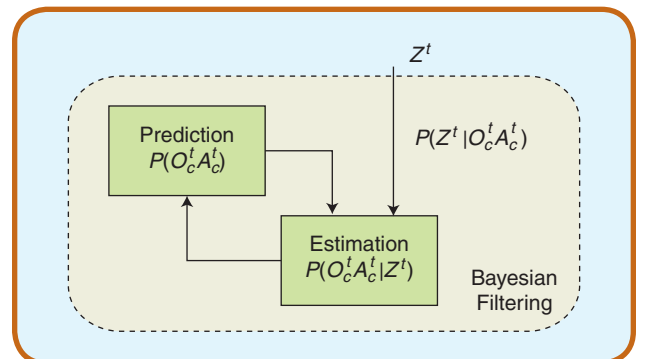 Z^t
Prediction
P(O_c^t A_c^t)
P(Z^t | O_c^t A_c^t)
Estimation
P(O_c^t A_c^t | Z^t)
Bayesian
Filtering